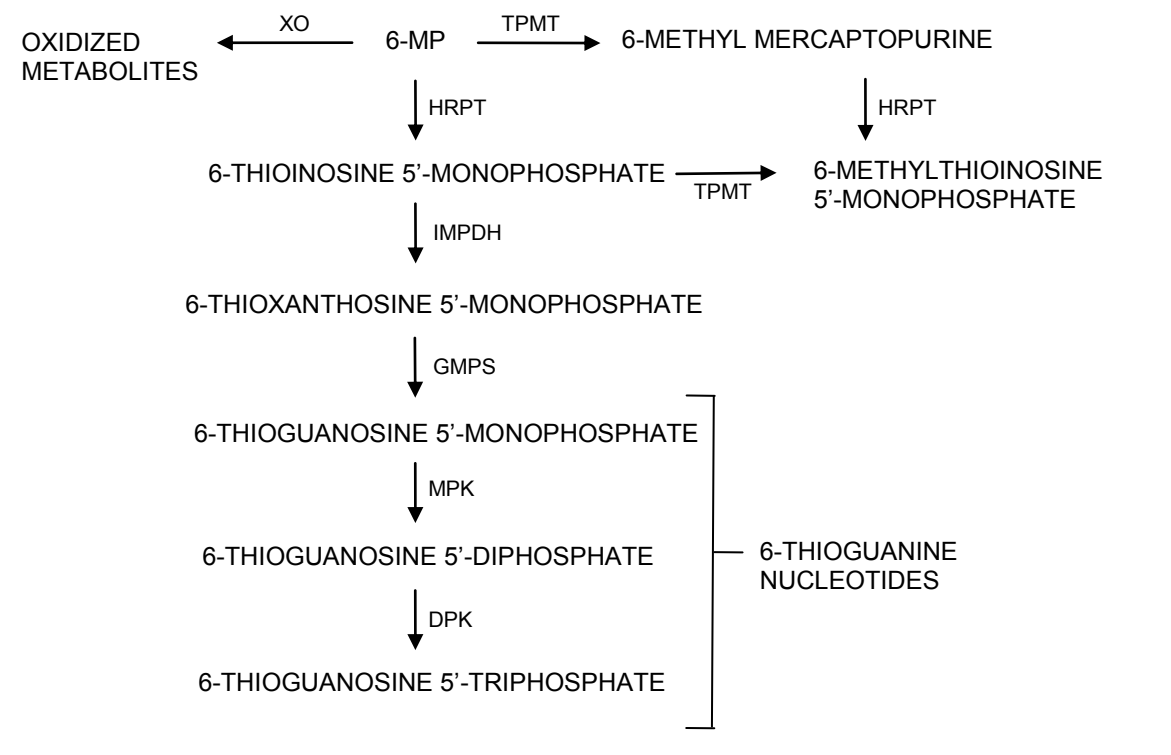 XO
TPMT
OXIDIZED
METABOLITES
6-MP
6-METHYL MERCAPTOPURINE
HRPT
HRPT
6-THIOINOSINE 5’-MONOPHOSPHATE
TPMT
6-METHYLTHIOINOSINE
5’-MONOPHOSPHATE
IMPDH
6-THIOXANTHOSINE 5’-MONOPHOSPHATE
GMPS
6-THIOGUANOSINE 5’-MONOPHOSPHATE
MPK
6-THIOGUANOSINE 5’-DIPHOSPHATE
6-THIOGUANINE
NUCLEOTIDES
DPK
6-THIOGUANOSINE 5’-TRIPHOSPHATE